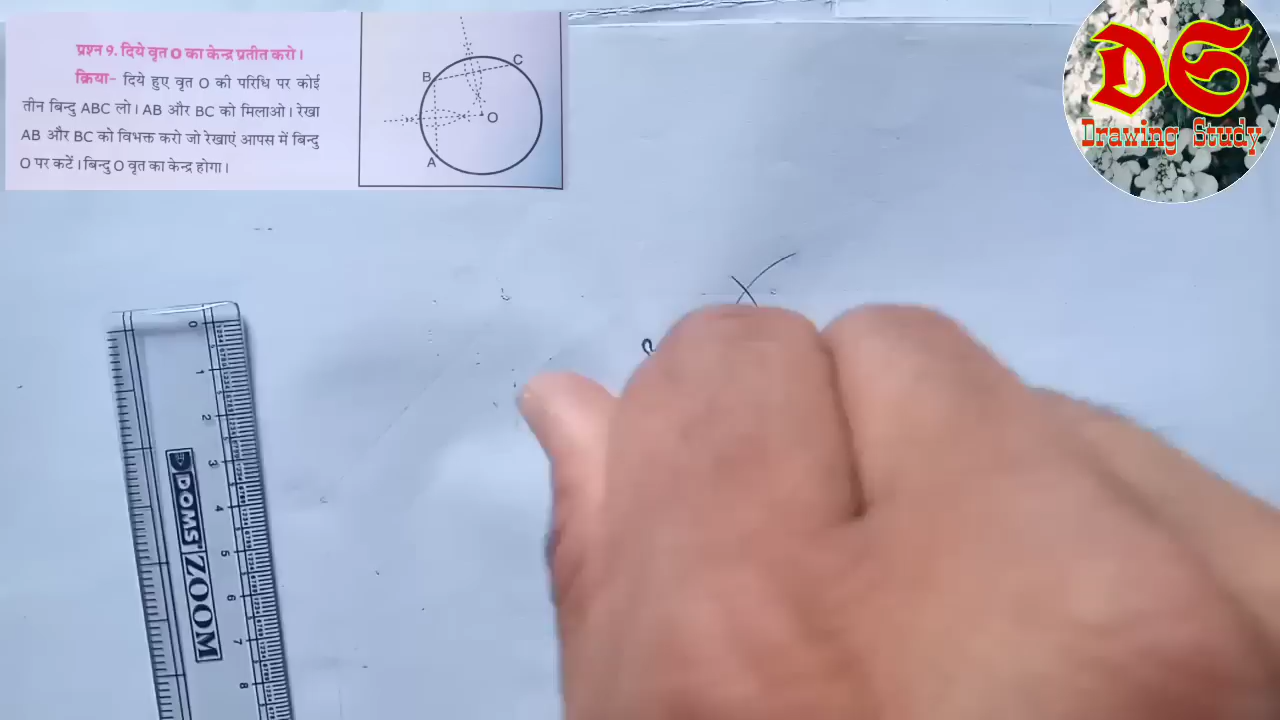 प्रश्न 9. दिये वृत O का केन्द्र प्रतीत करो।
क्रिया- दिये हुए वृत O की परिधि पर कोई
तीन बिन्दु ABC लो। AB और BC को मिलाओ। रेखा
AB और BC को विभक्त करो जो रेखाएं आपस में बिन्दु
O पर कटें। बिन्दु O वृत का केन्द्र होगा।
C
B
O
A
DS
Drawing Study
0
1
2
3
4
5
6
7
8
DOMS ZOOM